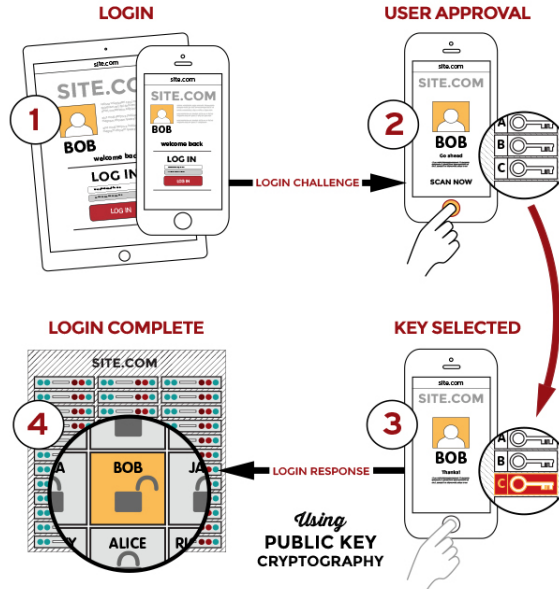 LOGIN
USER APPROVAL
site.com
SITE.COM
BOB
welcome back
LOG IN
LOG IN
site.com
SITE.COM
BOB
welcome back
LOG IN
LOG IN
1
LOGIN CHALLENGE
2
site.com
SITE.COM
BOB
Go ahead
SCAN NOW
A
B
C
LOGIN COMPLETE
KEY SELECTED
SITE.COM
4
A
BOB
JA
Y
ALICE
RI
LOGIN RESPONSE
3
site.com
SITE.COM
BOB
Thanks!
A
B
C
Using
PUBLIC KEY
CRYPTOGRAPHY